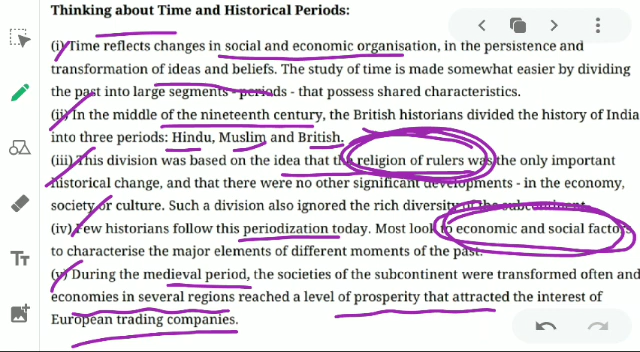 Thinking about Time and Historical Periods:
(i) Time reflects changes in social and economic organisation, in the persistence and
transformation of ideas and beliefs. The study of time is made somewhat easier by dividing
the past into large segments - periods - that possess shared characteristics.
(ii) In the middle of the nineteenth century, the British historians divided the history of India
into three periods: Hindu, Muslim and British.
(iii) This division was based on the idea that the religion of rulers was the only important
historical change, and that there were no other significant developments - in the economy,
society or culture. Such a division also ignored the rich diversity of the subcontinent.
(iv) Few historians follow this periodization today. Most look to economic and social factors
to characterise the major elements of different moments of the past.
(v) During the medieval period, the societies of the subcontinent were transformed often and
economies in several regions reached a level of prosperity that attracted the interest of
European trading companies.
Tт